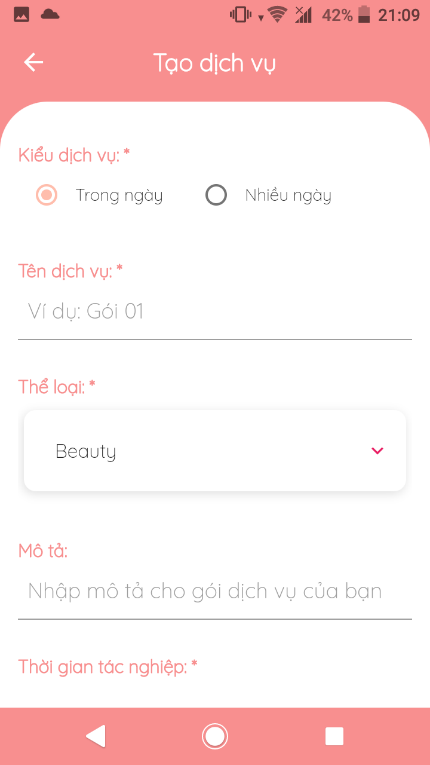 42% 21:09
Tạo dịch vụ
Kiểu dịch vụ: *
Trong ngày Nhiều ngày
Tên dịch vụ: *
Ví dụ: Gói 01
Thể loại: *
Beauty
Mô tả:
Nhập mô tả cho gói dịch vụ của bạn
Thời gian tác nghiệp: *